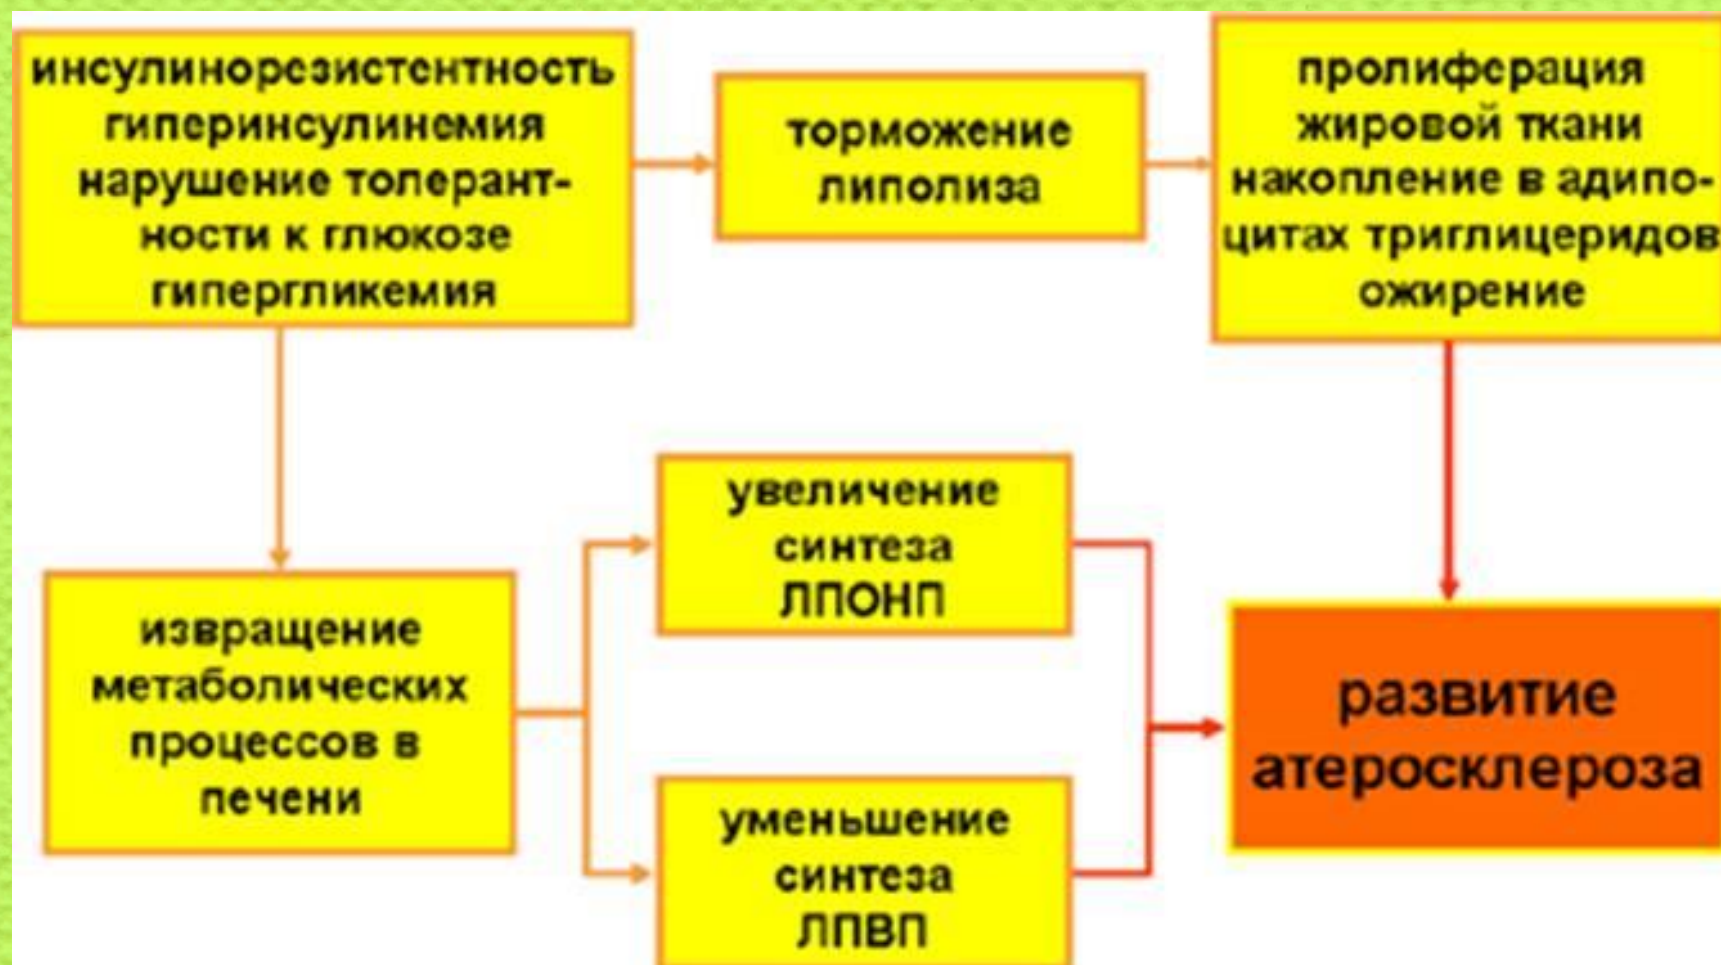 инсулинорезистентность
гиперинсулинемия
нарушение толерант-
ности к глюкозе
гипергликемия
торможение
липолиза
пролиферация
жировой ткани
накопление в адипо-
цитах триглицеридов
ожирение
извращение
метаболических
процессов в
печени
увеличение
синтеза
ЛПОНП
уменьшение
синтеза
ЛПВП
развитие
атеросклероза